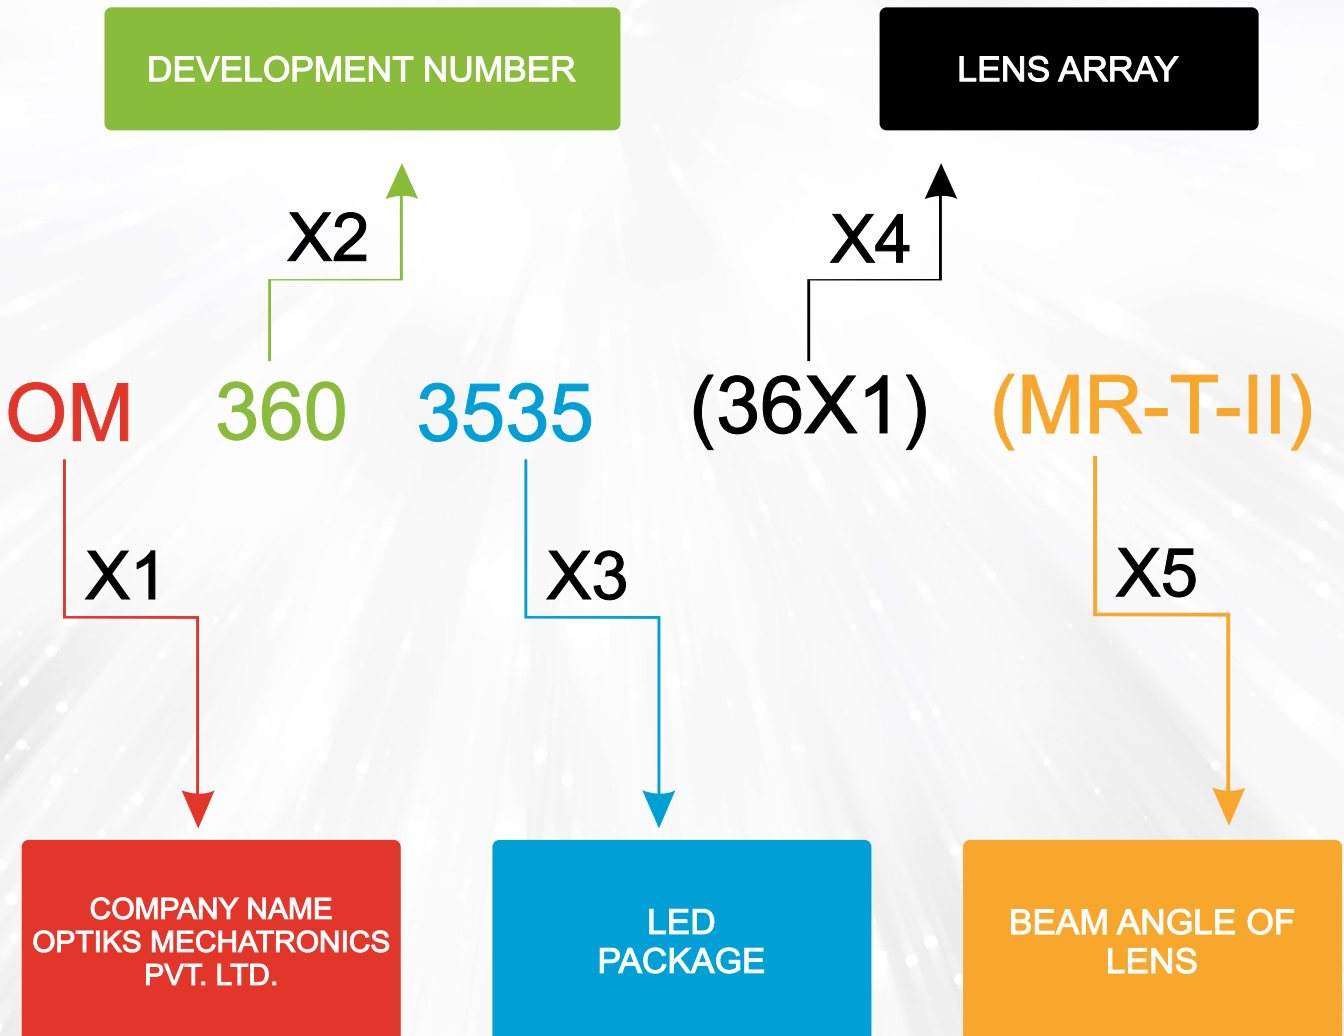 DEVELOPMENT NUMBER
LENS ARRAY
X2
X4
OM 360 3535 (36X1) (MR-T-II)
X1
X3
X5
COMPANY NAME
OPTIKS MECHATRONICS
PVT. LTD.
LED
PACKAGE
BEAM ANGLE OF
LENS